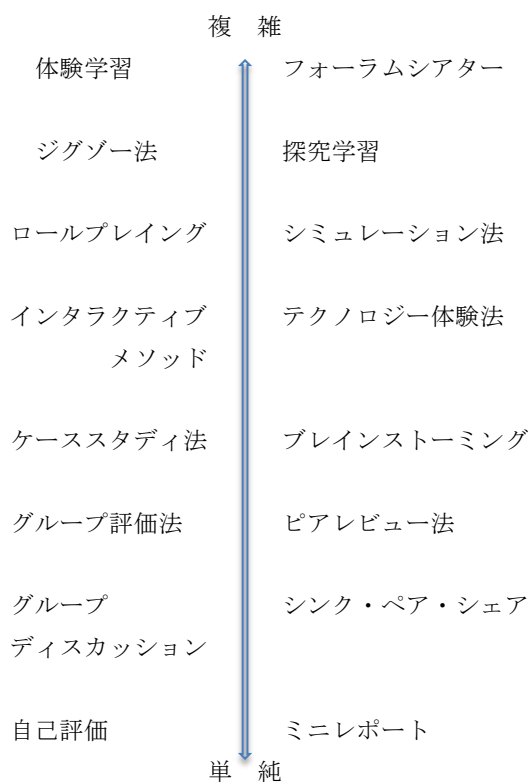 複 雑
体験学習
フォーラムシアター
ジグゾー法
探究学習
ロールプレイング
シミュレーション法
インタラクティブ
メソッド
テクノロジー体験法
ケーススタディ法
ブレインストーミング
グループ評価法
ピアレビュー法
グループ
ディスカッション
シンク・ペア・シェア
自己評価
ミニレポート
単 純